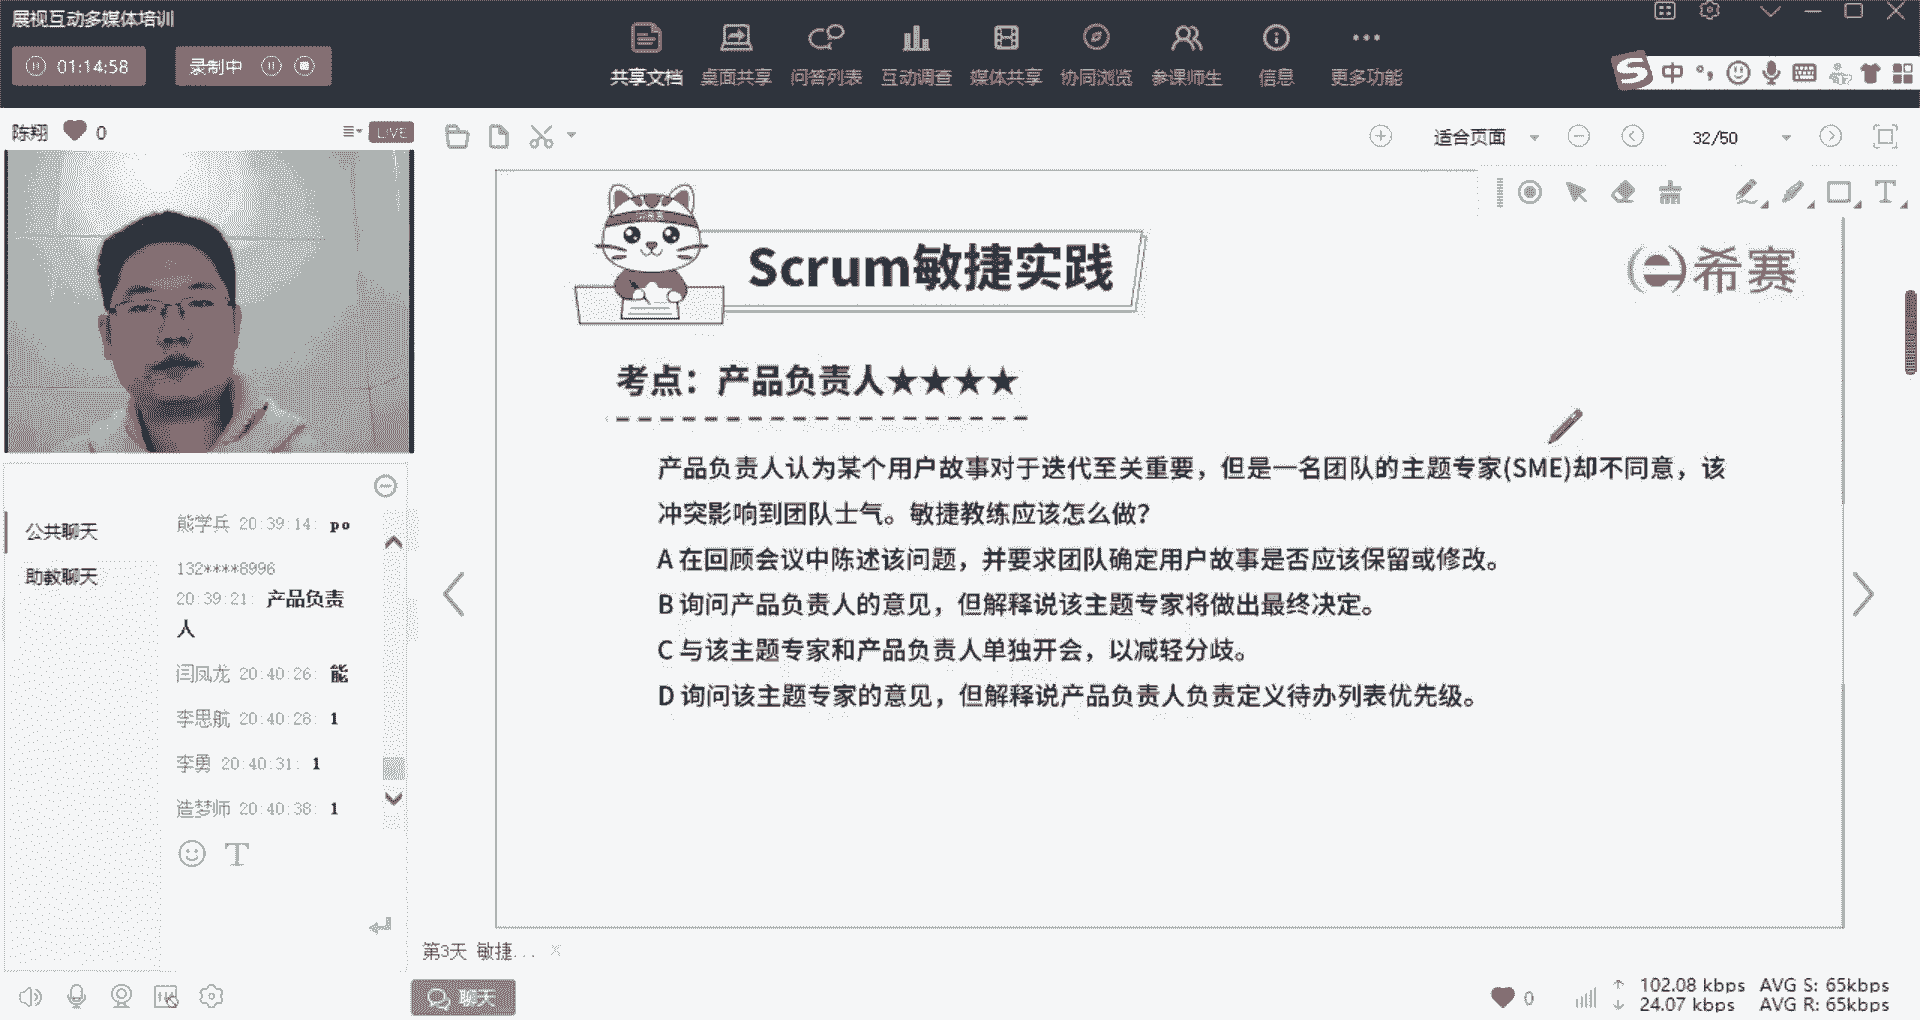 展视互动多媒体培训
01:14:58
录制中
共享文档 桌面共享 问答列表 互动调查 媒体共享 协同浏览 参课师生 信息 更多功能
中
陈翔 0
LIVE
适合页面
32/50
公共聊天
助教聊天
熊学兵 20:39:14: po
132****8996
20:39:21: 产品负责
人
闫凤龙 20:40:26: 能
李思航 20:40:28: 1
李勇 20:40:31: 1
造梦师 20:40:38: 1
Scrum敏捷实践
希赛
考点：产品负责人★★★★
产品负责人认为某个用户故事对于迭代至关重要，但是一名团队的主题专家(SME)却不同意，该
冲突影响到团队士气。敏捷教练应该怎么做?
A 在回顾会议中陈述该问题，并要求团队确定用户故事是否应该保留或修改。
B 询问产品负责人的意见，但解释说该主题专家将做出最终决定。
C 与该主题专家和产品负责人单独开会，以减轻分歧。
D 询问该主题专家的意见，但解释说产品负责人负责定义待办列表优先级。
第3天 敏捷...
聊天
0
102.08 kbps AVG S: 65kbps
24.07 kbps AVG R: 65kbps